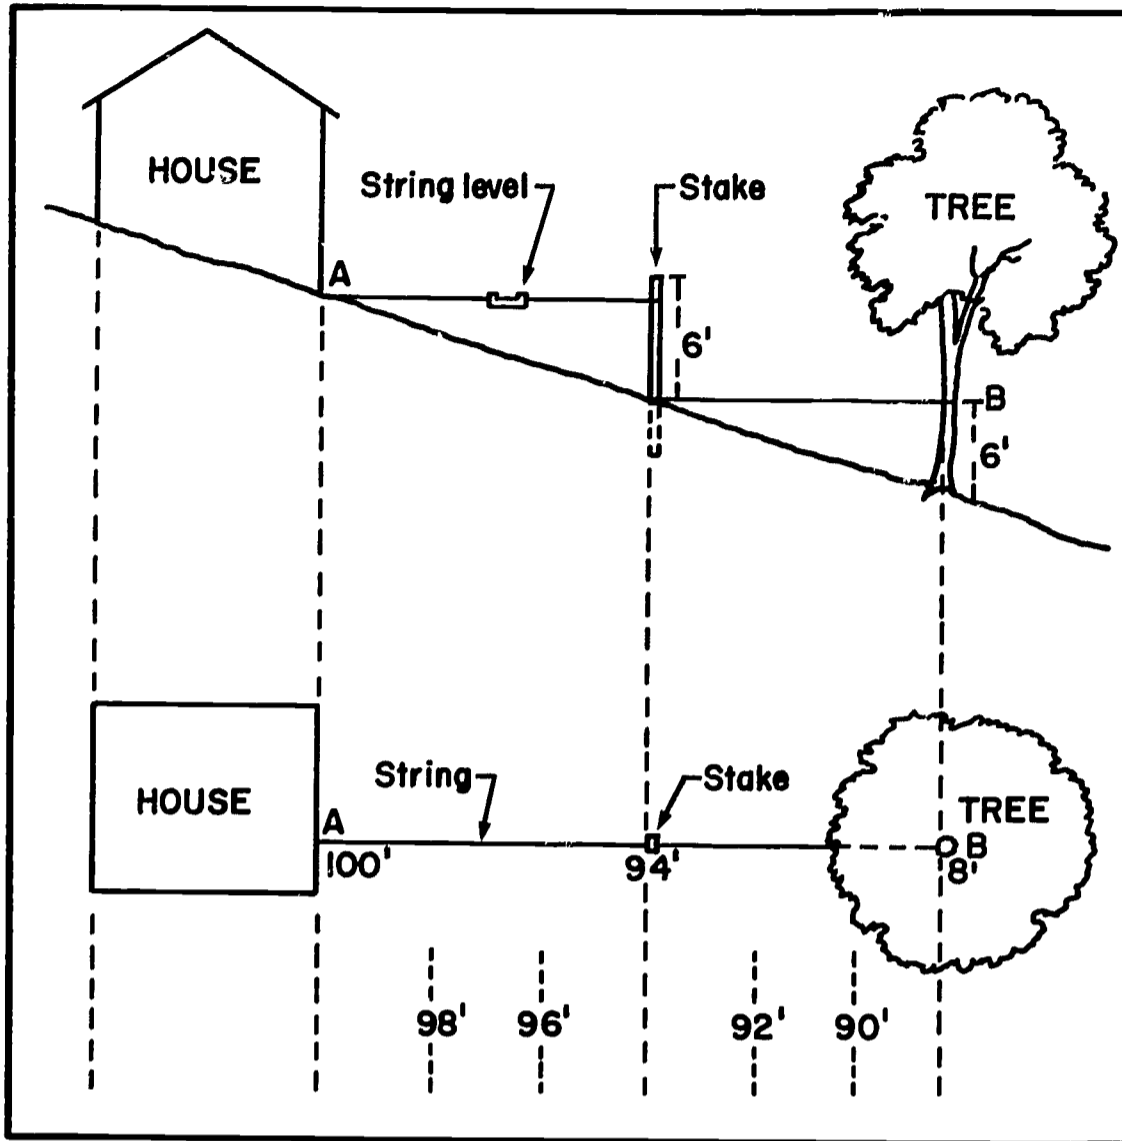 HOUSE
String level
Stake
TREE
A
6'
B
6'
HOUSE
String
Stake
TREE
A
B
100'
94'
8'
98'
96'
92'
90'